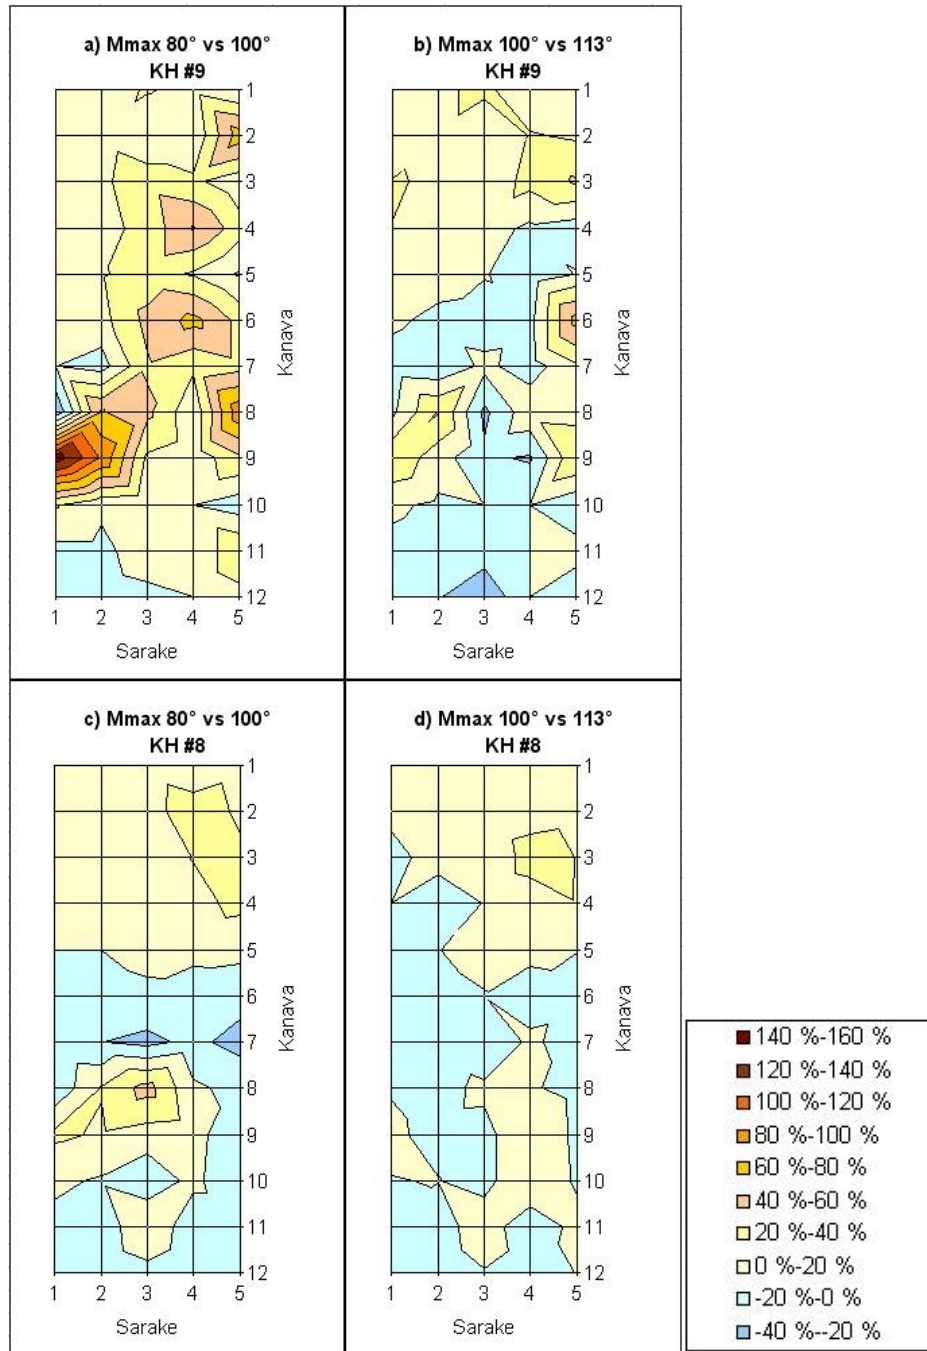 a) Mmax 80° vs 100°
KH #9
1
2
3
4
5
6
7
8
9
10
11
12
Kanava
1 2 3 4 5
Sarake
b) Mmax 100° vs 113°
KH #9
1
2
3
4
5
6
7
8
9
10
11
12
Kanava
1 2 3 4 5
Sarake
c) Mmax 80° vs 100°
KH #8
1
2
3
4
5
6
7
8
9
10
11
12
Kanava
1 2 3 4 5
Sarake
d) Mmax 100° vs 113°
KH #8
1
2
3
4
5
6
7
8
9
10
11
12
Kanava
1 2 3 4 5
Sarake
140 %-160 %
120 %-140 %
100 %-120 %
80 %-100 %
60 %-80 %
40 %-60 %
20 %-40 %
0 %-20 %
-20 %-0 %
-40 %--20 %